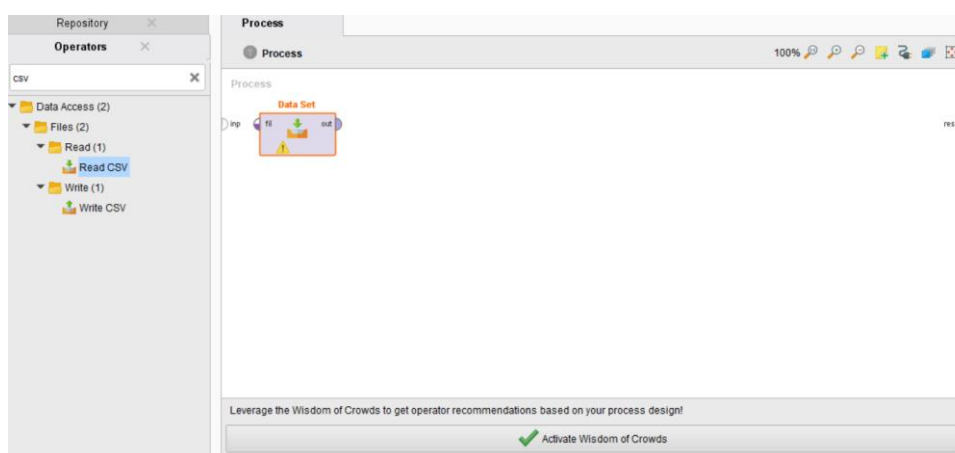 Repository
Operators
csv
Data Access (2)
Files (2)
Read (1)
Read CSV
Write (1)
Write CSV
Process
Process
100%
Process
Data Set
inp
fil
out
res
Leverage the Wisdom of Crowds to get operator recommendations based on your process design!
Activate Wisdom of Crowds